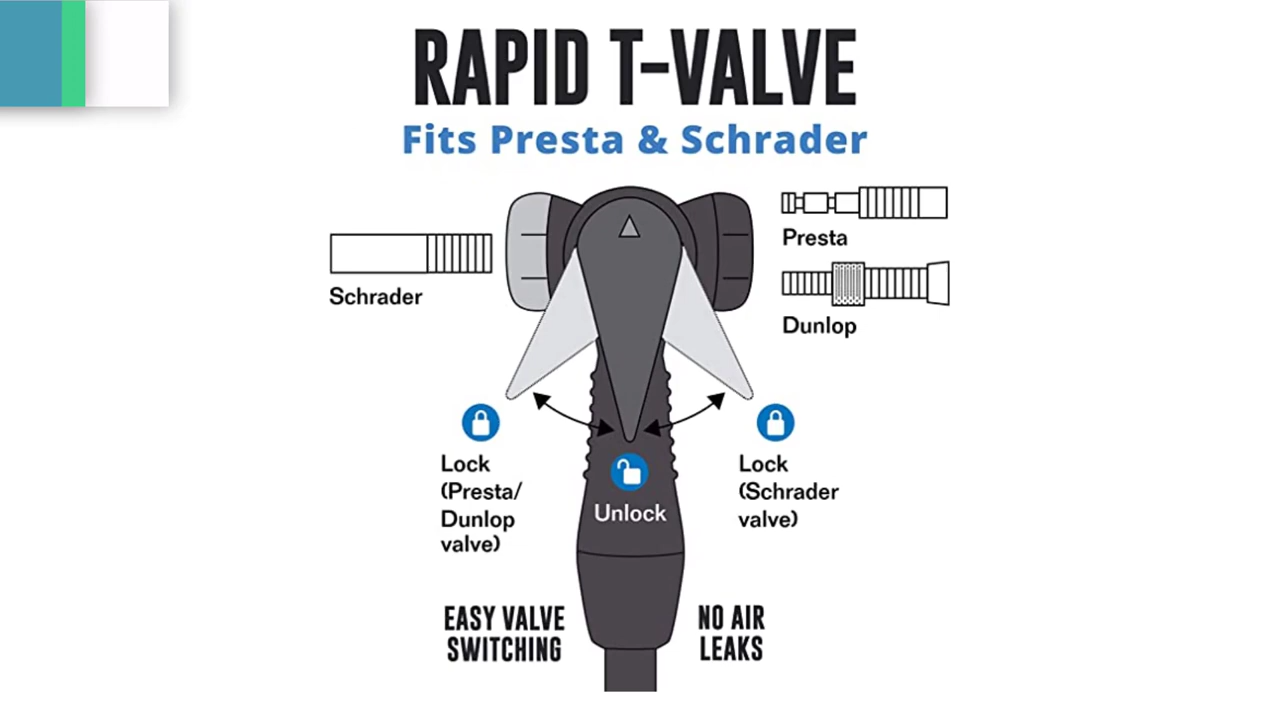 RAPID T-VALVE
Fits Presta & Schrader
Schrader
Presta
Dunlop
Lock
(Presta/
Dunlop
valve)
Unlock
Lock
(Schrader
valve)
EASY VALVE
SWITCHING
NO AIR
LEAKS